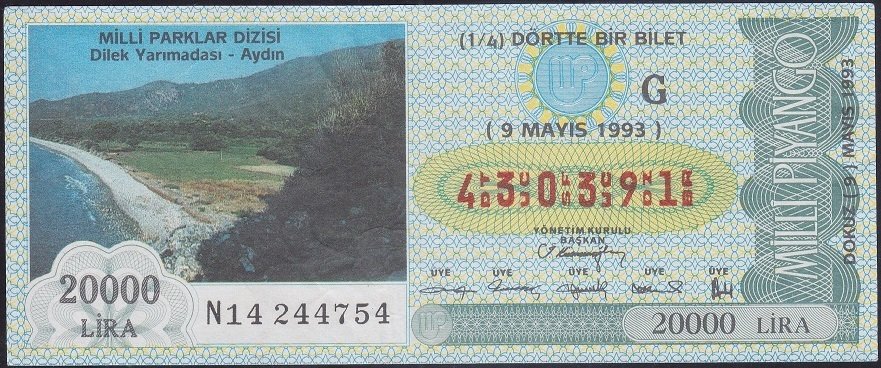 MİLLİ PARKLAR DİZİSİ
Dilek Yarımadası - Aydın
20000
LİRA
N14 244754
(1/4) DÖRTTE BİR BİLET
MP
G
( 9 MAYIS 1993 )
430391
YÖNETİM KURULU
BAŞKAN
ÜYE ÜYE ÜYE ÜYE ÜYE
MP
20000 LİRA
MİLLİ PİYANGO
DOKUZ ( 9 ) MAYIS 1993